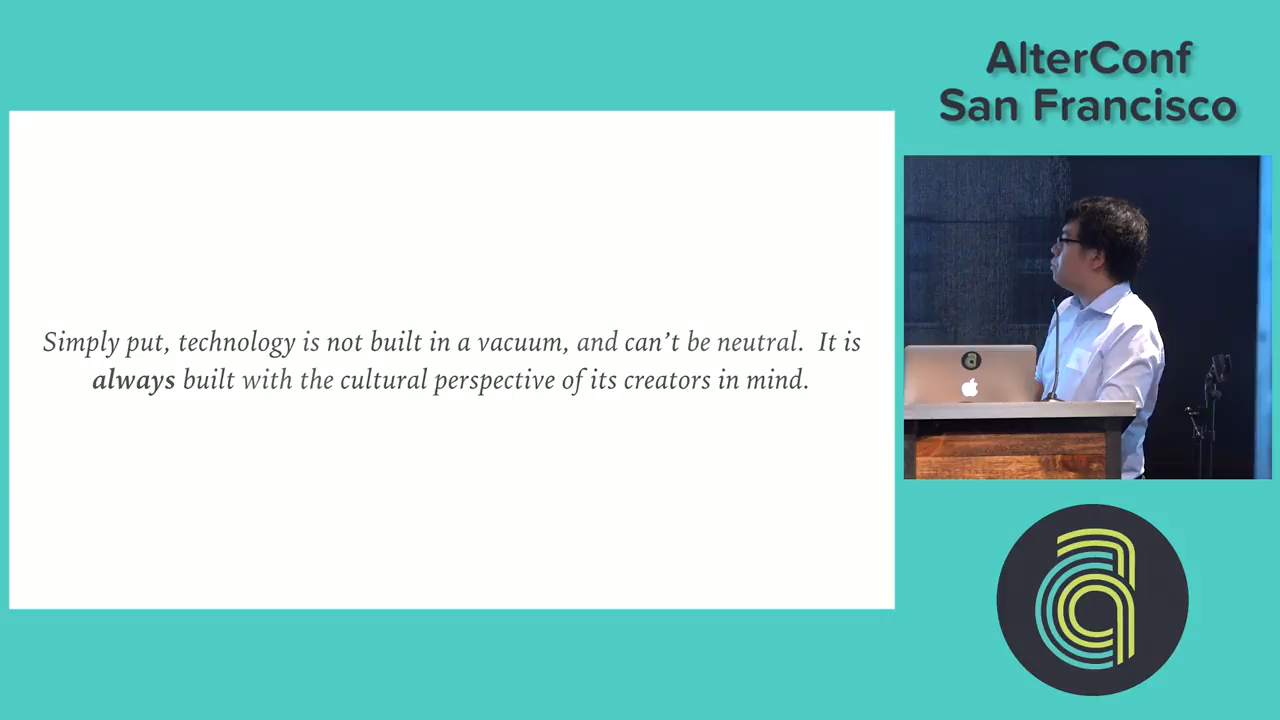 AlterConf
San Francisco
Simply put, technology is not built in a vacuum, and can't be neutral.  It is
always built with the cultural perspective of its creators in mind.